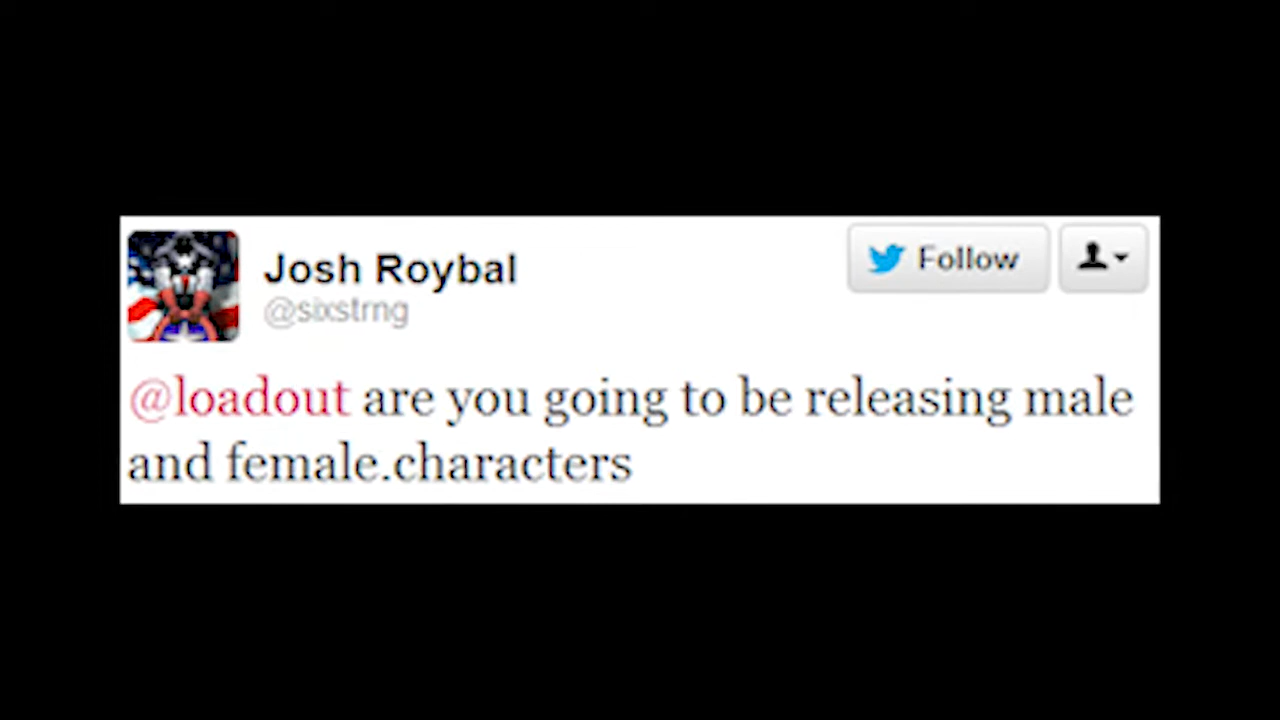 Josh Roybal
@sixstrng
Follow
@loadout are you going to be releasing male
and female.characters